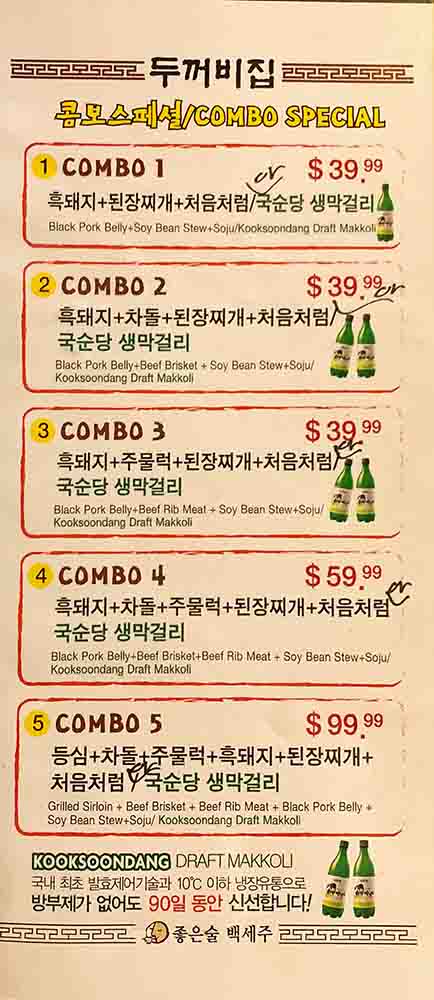 두꺼비집
콤보스페셜/COMBO SPECIAL
1 COMBO 1 $39.99
or
흑돼지+된장찌개+처음처럼/국순당 생막걸리
Black Pork Belly+Soy Bean Stew+Soju/Kooksoondang Draft Makkoli
2 COMBO 2 $39.99
or
흑돼지+차돌+된장찌개+처음처럼/
국순당 생막걸리
Black Pork Belly+Beef Brisket + Soy Bean Stew+Soju/
Kooksoondang Draft Makkoli
3 COMBO 3 $39.99
or
흑돼지+주물럭+된장찌개+처음처럼/
국순당 생막걸리
Black Pork Belly+Beef Rib Meat + Soy Bean Stew+Soju/
Kooksoondang Draft Makkoli
4 COMBO 4 $59.99
or
흑돼지+차돌+주물럭+된장찌개+처음처럼
국순당 생막걸리
Black Pork Belly+Beef Brisket+Beef Rib Meat + Soy Bean Stew+Soju/
Kooksoondang Draft Makkoli
5 COMBO 5 $99.99
등심+차돌+주물럭+흑돼지+된장찌개+
처음처럼 or 국순당 생막걸리
Grilled Sirloin + Beef Brisket + Beef Rib Meat + Black Pork Belly +
Soy Bean Stew+Soju/ Kooksoondang Draft Makkoli
KOOKSOONDANG DRAFT MAKKOLI
국내 최초 발효제어기술과 10℃ 이하 냉장유통으로
방부제가 없어도 90일 동안 신선합니다!
좋은술 백세주